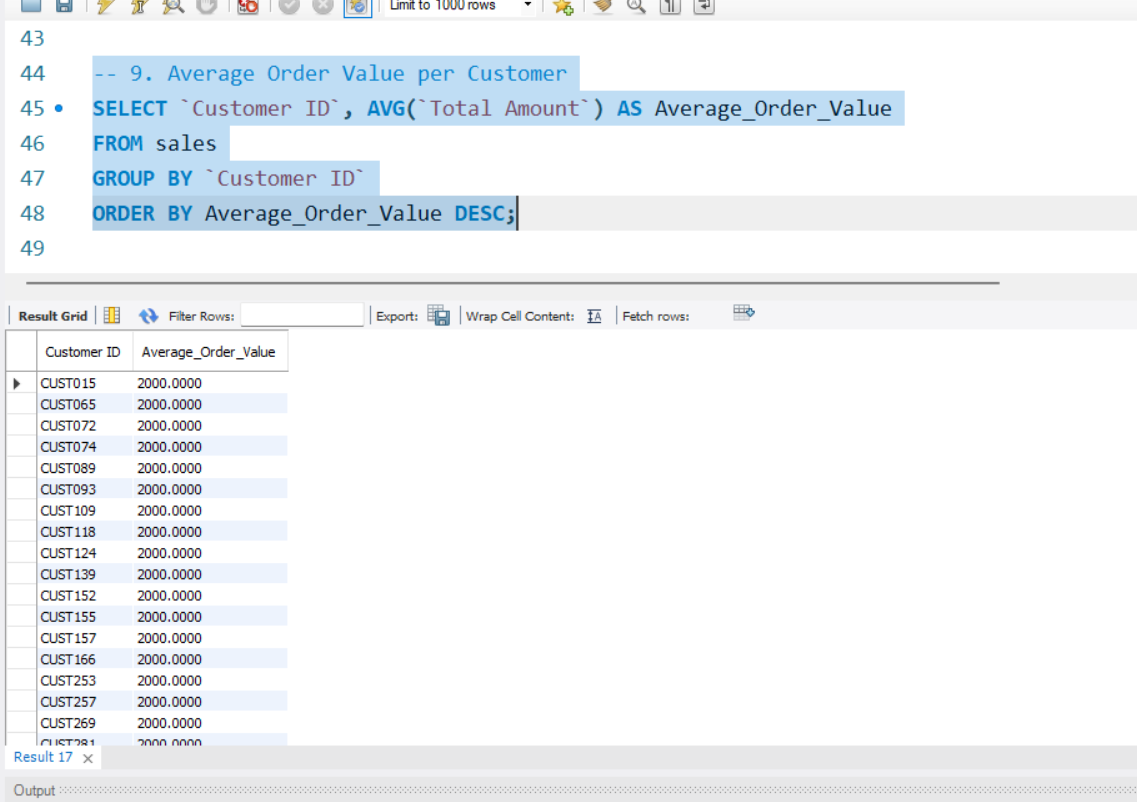 Limit to 1000 rows
43
44 -- 9. Average Order Value per Customer
45 SELECT `Customer ID`, AVG(`Total Amount`) AS Average_Order_Value
46 FROM sales
47 GROUP BY `Customer ID`
48 ORDER BY Average_Order_Value DESC;
49
Result Grid Filter Rows: Export: Wrap Cell Content: Fetch rows:
Customer ID Average_Order_Value
CUST015 2000.0000
CUST065 2000.0000
CUST072 2000.0000
CUST074 2000.0000
CUST089 2000.0000
CUST093 2000.0000
CUST109 2000.0000
CUST118 2000.0000
CUST124 2000.0000
CUST139 2000.0000
CUST152 2000.0000
CUST155 2000.0000
CUST157 2000.0000
CUST166 2000.0000
CUST253 2000.0000
CUST257 2000.0000
CUST269 2000.0000
CUST281 2000.0000
Result 17
Output